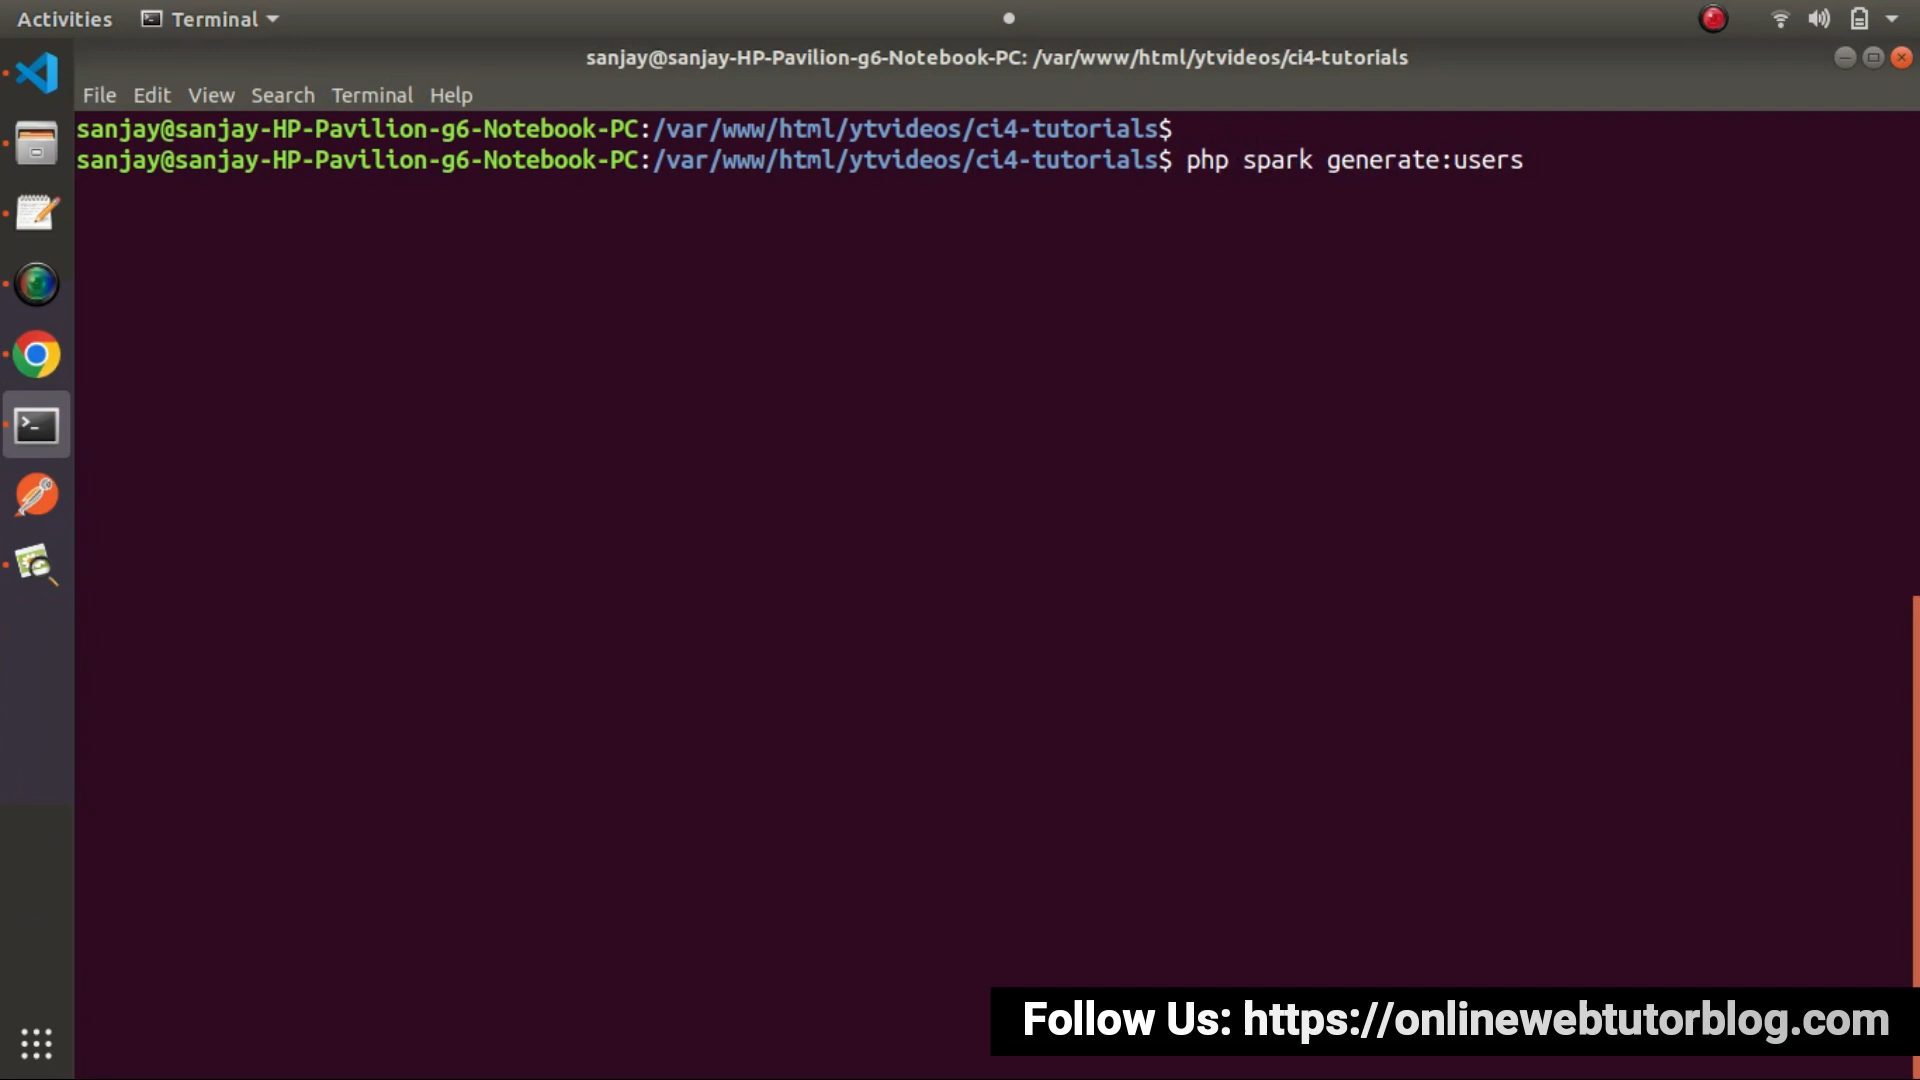 Activities Terminal
sanjay@sanjay-HP-Pavilion-g6-Notebook-PC: /var/www/html/ytvideos/ci4-tutorials
File Edit View Search Terminal Help
sanjay@sanjay-HP-Pavilion-g6-Notebook-PC:/var/www/html/ytvideos/ci4-tutorials$
sanjay@sanjay-HP-Pavilion-g6-Notebook-PC:/var/www/html/ytvideos/ci4-tutorials$ php spark generate:users
Follow Us: https://onlinewebtutorblog.com